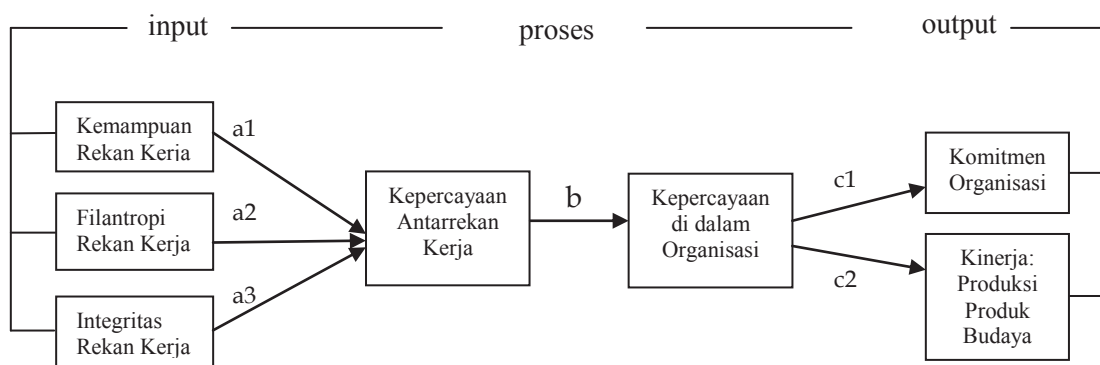 input proses output
Kemampuan
Rekan Kerja
a1
Filantropi
Rekan Kerja
a2
Integritas
Rekan Kerja
a3
Kepercayaan
Antarrekan
Kerja
b
Kepercayaan
di dalam
Organisasi
c1
c2
Komitmen
Organisasi
Kinerja:
Produksi
Produk
Budaya